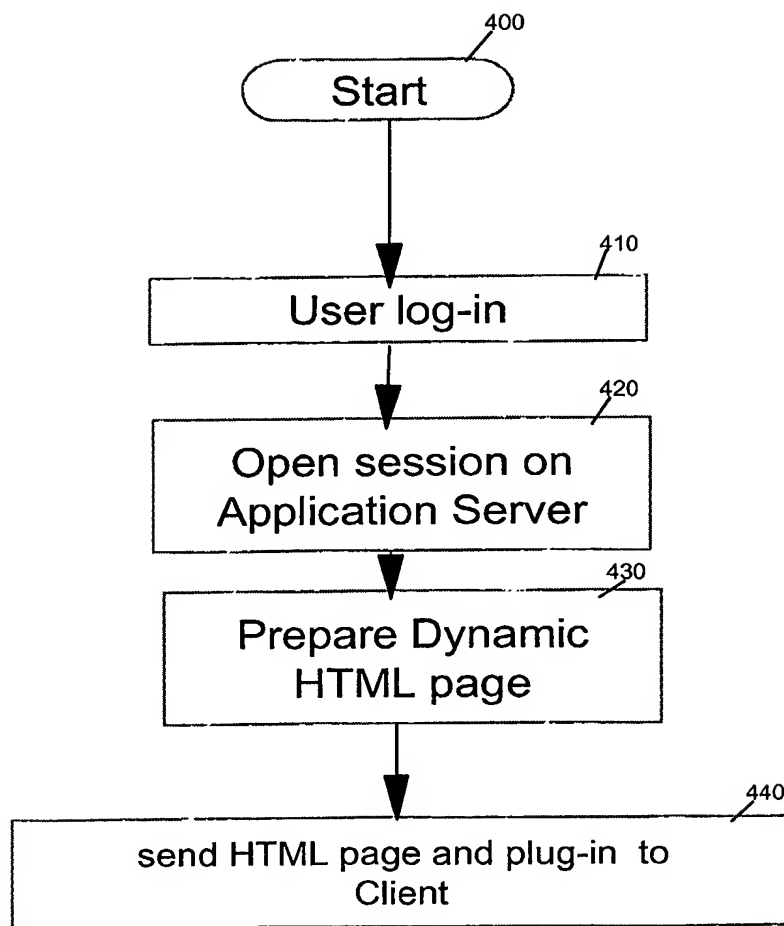 400
Start
410
User log-in
420
Open session on
Application Server
430
Prepare Dynamic
HTML page
440
send HTML page and plug-in to
Client